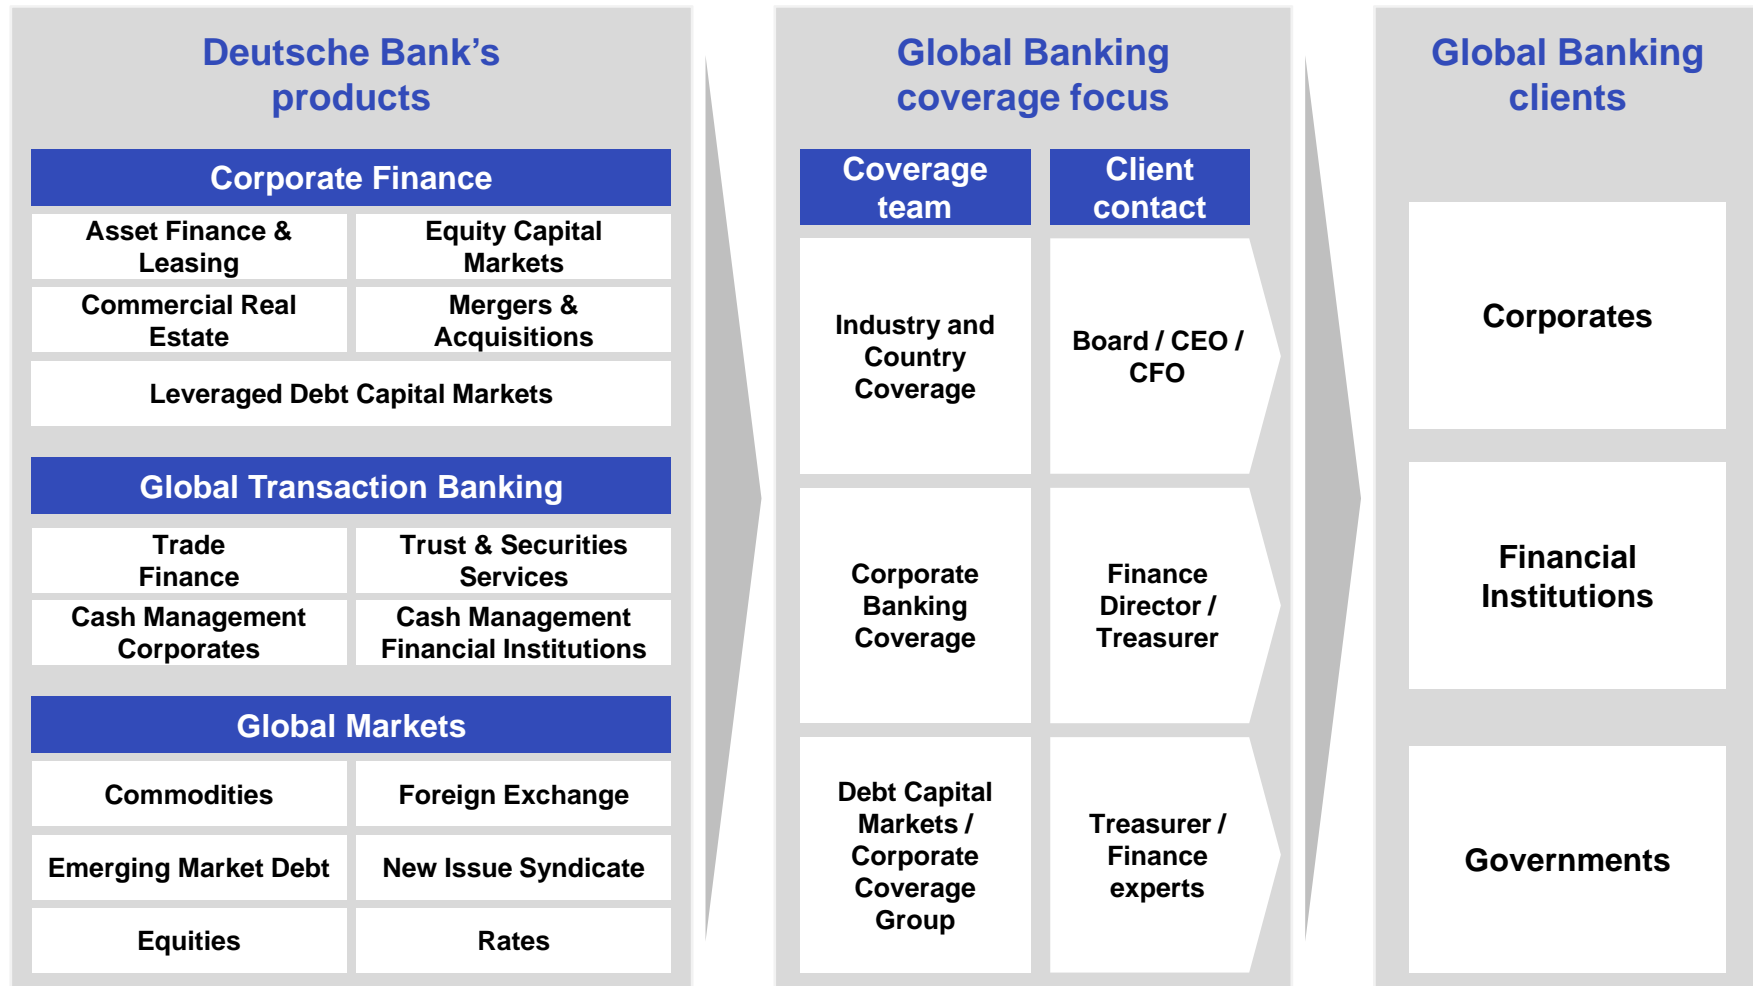 Deutsche Bank’s
products
Corporate Finance
Asset Finance &
Leasing
Equity Capital
Markets
Commercial Real
Estate
Mergers &
Acquisitions
Leveraged Debt Capital Markets
Global Transaction Banking
Trade
Finance
Trust & Securities
Services
Cash Management
Corporates
Cash Management
Financial Institutions
Global Markets
Commodities
Foreign Exchange
Emerging Market Debt
New Issue Syndicate
Equities
Rates
Global Banking
coverage focus
Coverage
team
Client
contact
Industry and
Country
Coverage
Board / CEO /
CFO
Corporate
Banking
Coverage
Finance
Director /
Treasurer
Debt Capital
Markets /
Corporate
Coverage
Group
Treasurer /
Finance
experts
Global Banking
clients
Corporates
Financial
Institutions
Governments